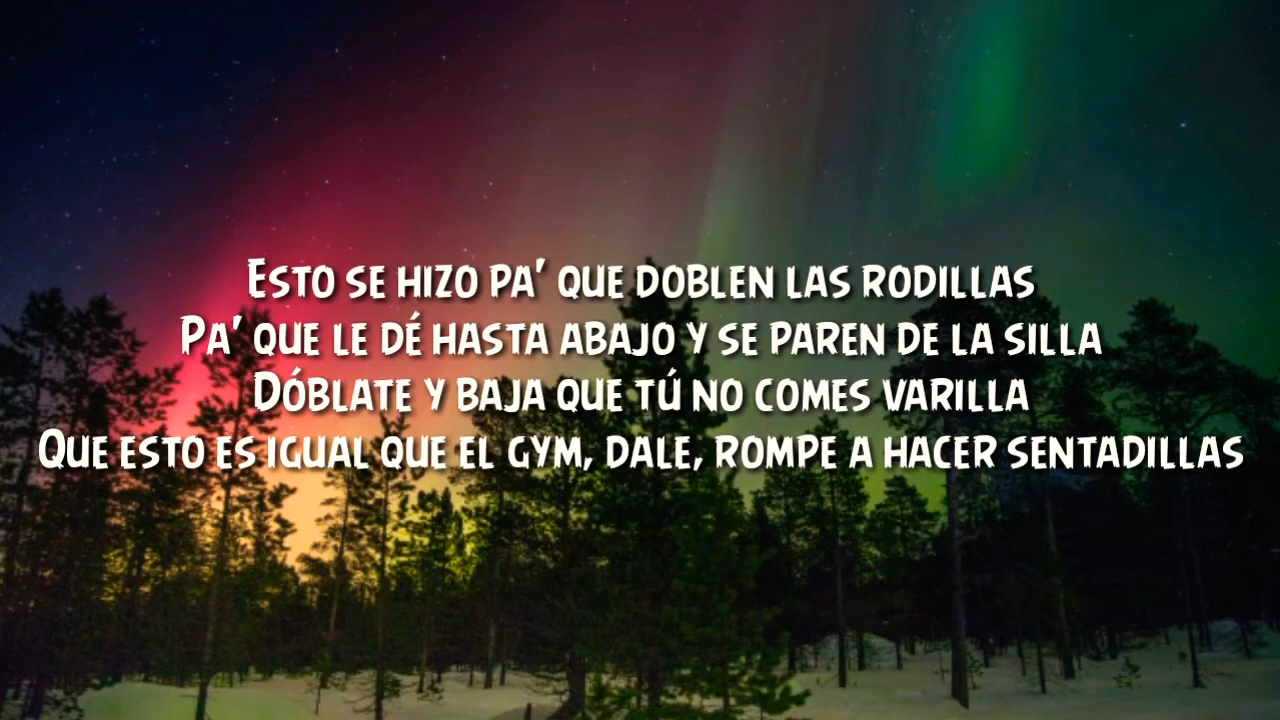 Esto se hizo pa' que doblen las rodillas
Pa' que le dé hasta abajo y se paren de la silla
Dóblate y baja que tú no comes varilla
Que esto es igual que el gym, dale, rompe a hacer sentadillas